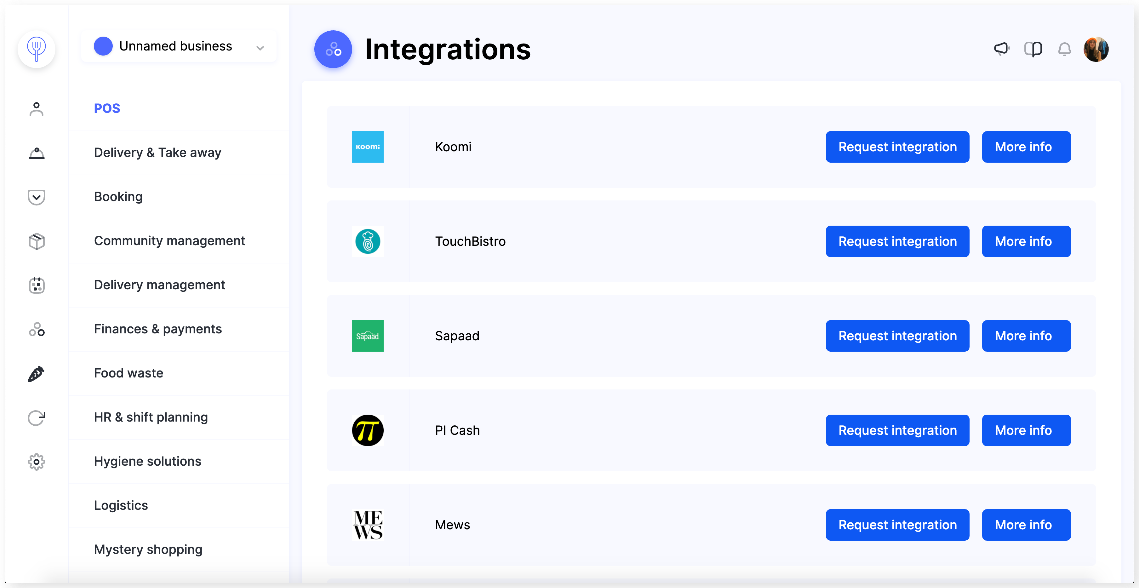 Unnamed business
Integrations
POS
Delivery & Take away
Booking
Community management
Delivery management
Finances & payments
Food waste
HR & shift planning
Hygiene solutions
Logistics
Mystery shopping
KOOMI
Koomi
Request integration
More info
TouchBistro
Request integration
More info
Sapaad
Sapaad
Request integration
More info
PI Cash
Request integration
More info
ME
WS
Mews
Request integration
More info